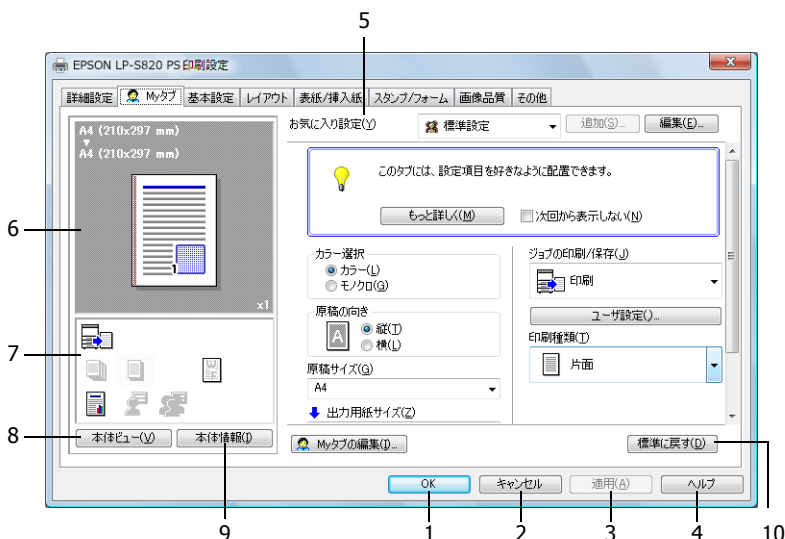 5
EPSON LP-S820 PS 印刷設定
詳細設定 Myタブ 基本設定 レイアウト 表紙/挿入紙 スタンプ/フォーム 画像品質 その他
A4 (210x297 mm)
A4 (210x297 mm)
1
x1
お気に入り設定(Y) 標準設定 追加(S)... 編集(E)...
このタブには、設定項目を好きなように配置できます。
もっと詳しく(M) 次回から表示しない(N)
カラー選択
カラー(L)
モノクロ(G)
原稿の向き
A
縦(T)
横(L)
原稿サイズ(G)
A4
出力用紙サイズ(Z)
ジョブの印刷/保存(J)
印刷
ユーザ設定()...
印刷種類(T)
片面
6
7
W
F
8
本体ビュー(V) 本体情報(I)
Myタブの編集(I)... 標準に戻す(D)
OK キャンセル 適用(A) ヘルプ
9 1 2 3 4 10